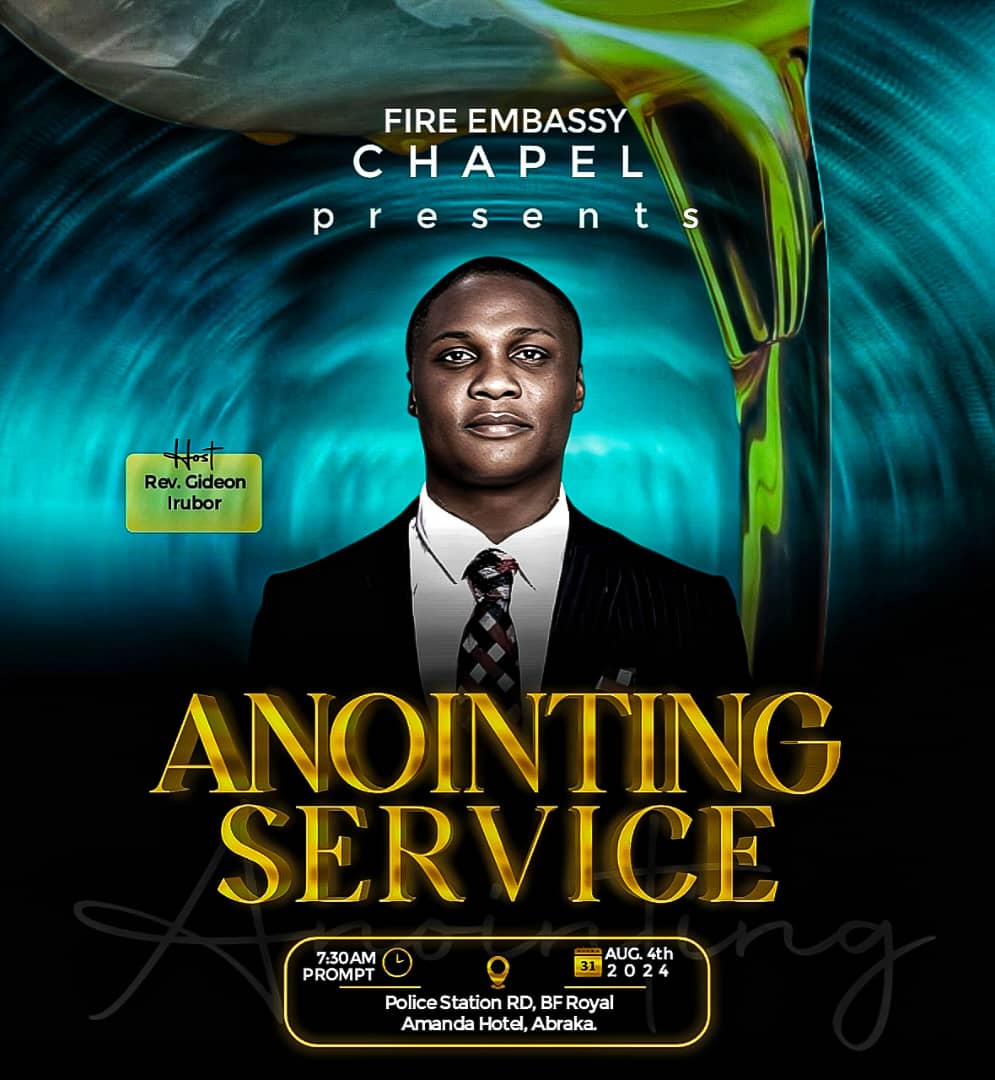 FIRE EMBASSY
CHAPEL
presents
Host
Rev. Gideon
Irubor
ANOINTING
SERVICE
Anointing
7:30AM
PROMPT
31
AUG. 4th
2024
Police Station RD, BF Royal
Amanda Hotel, Abraka.